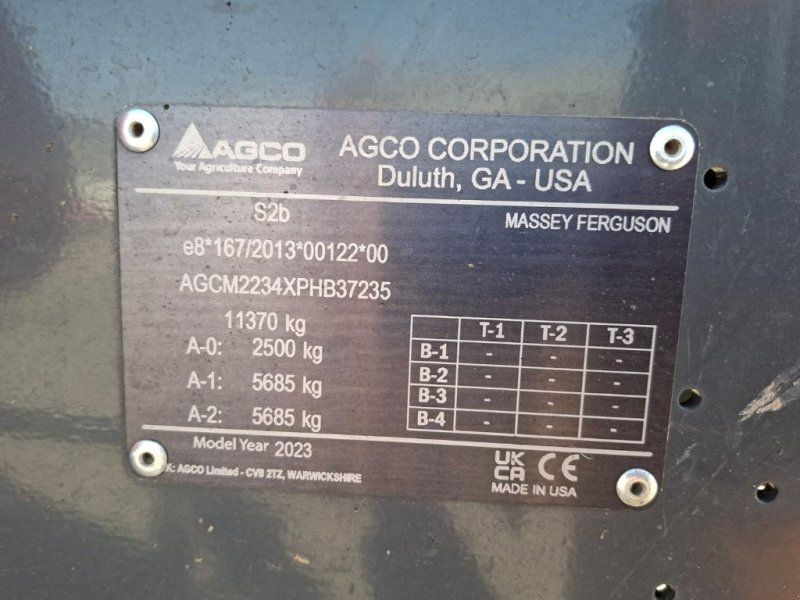 AGCO
Your Agriculture Company
AGCO CORPORATION
Duluth, GA - USA
S2b
MASSEY FERGUSON
e8*167/2013*00122*00
AGCM2234XPHB37235
11370 kg
A-0: 2500 kg
A-1: 5685 kg
A-2: 5685 kg
T-1 T-2 T-3
B-1 - - -
B-2 - - -
B-3 - - -
B-4 - - -
Model Year 2023
K: AGCO Limited - CV8 2TZ, WARWICKSHIRE
UK
CA CE
MADE IN USA